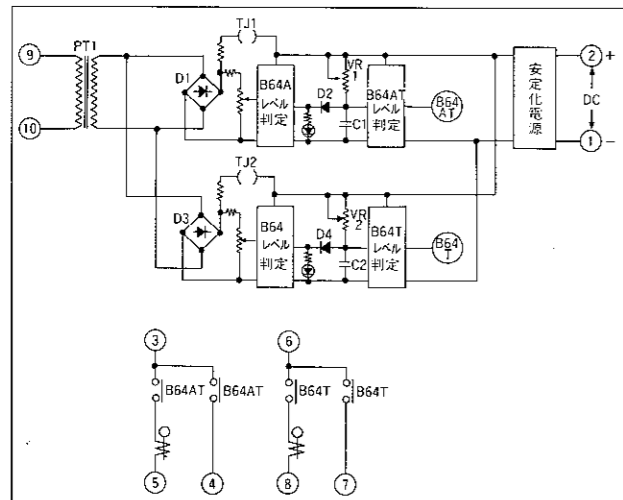 TJ1
9
PT1
2
+
D1
B64A
レベル
判定
D2
VR
1
C1
B64AT
レベル
判定
B64
AT
安定化電源
DC
10
1
-
TJ2
D3
B64
レベル
判定
D4
VR
2
C2
B64T
レベル
判定
B64
T
3
6
B64AT
B64AT
B64T
B64T
5
4
8
7